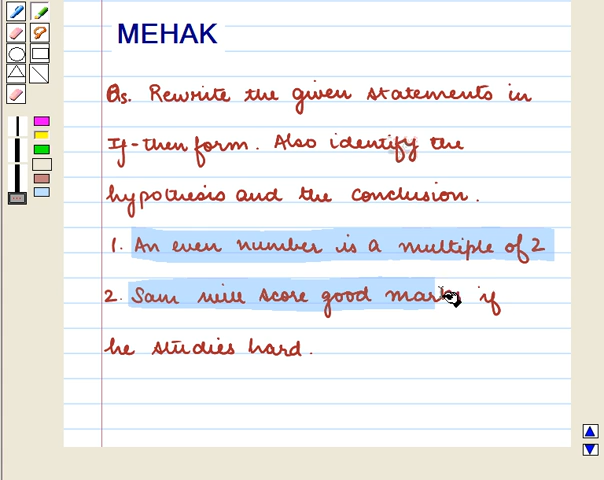 MEHAK
Qs. Rewrite the given statements in
If-then form. Also identify the
hypothesis and the conclusion.
1. An even number is a multiple of 2
2. Sam will score good marks if
he studies hard.